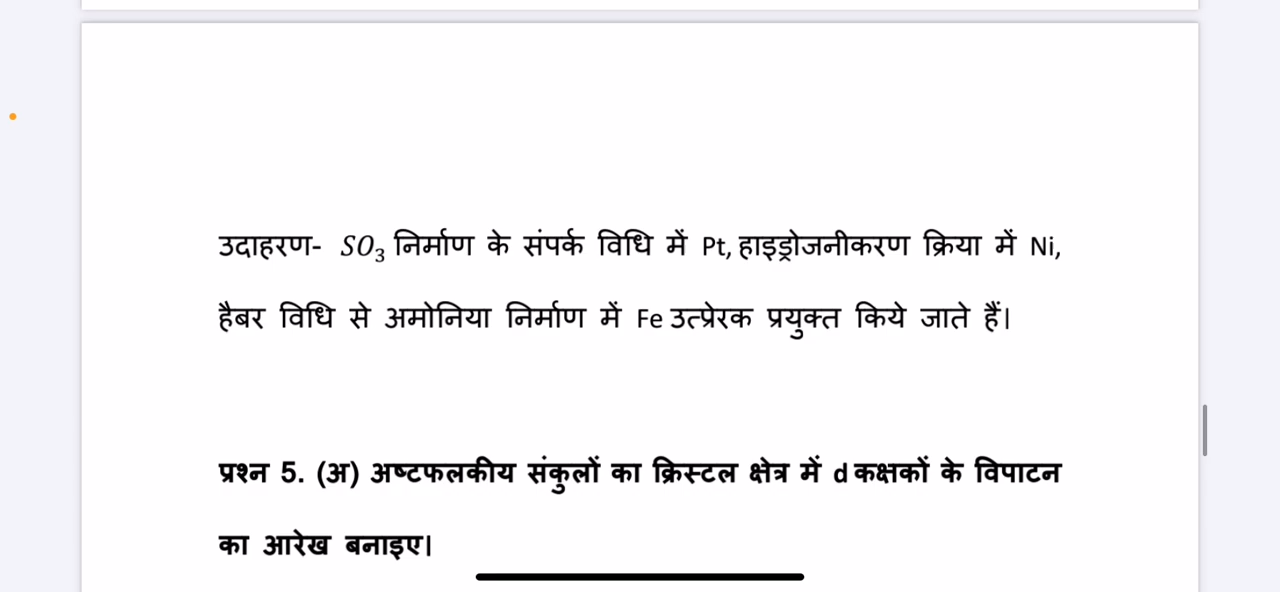 उदाहरण- SO₃ निर्माण के संपर्क विधि में Pt, हाइड्रोजनीकरण क्रिया में Ni,
हैबर विधि से अमोनिया निर्माण में Fe उत्प्रेरक प्रयुक्त किये जाते हैं।
प्रश्न 5. (अ) अष्टफलकीय संकुलों का क्रिस्टल क्षेत्र में d कक्षकों के विपाटन
का आरेख बनाइए।